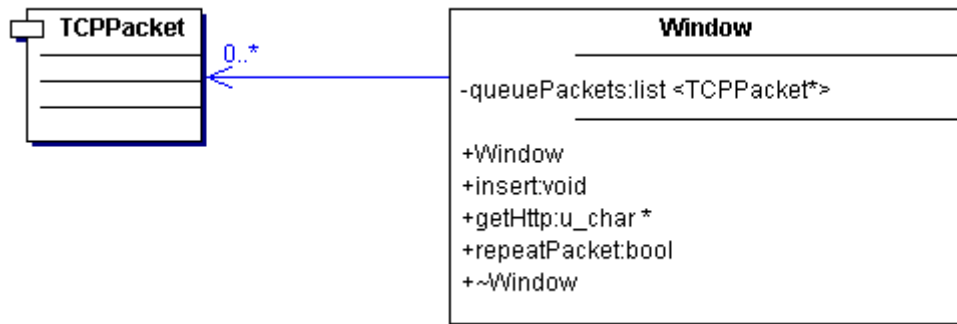 TCPPacket
0..*
Window
-queuePackets:list <TCPPacket*>
+Window
+insert:void
+getHttp:u_char *
+repeatPacket:bool
+~Window